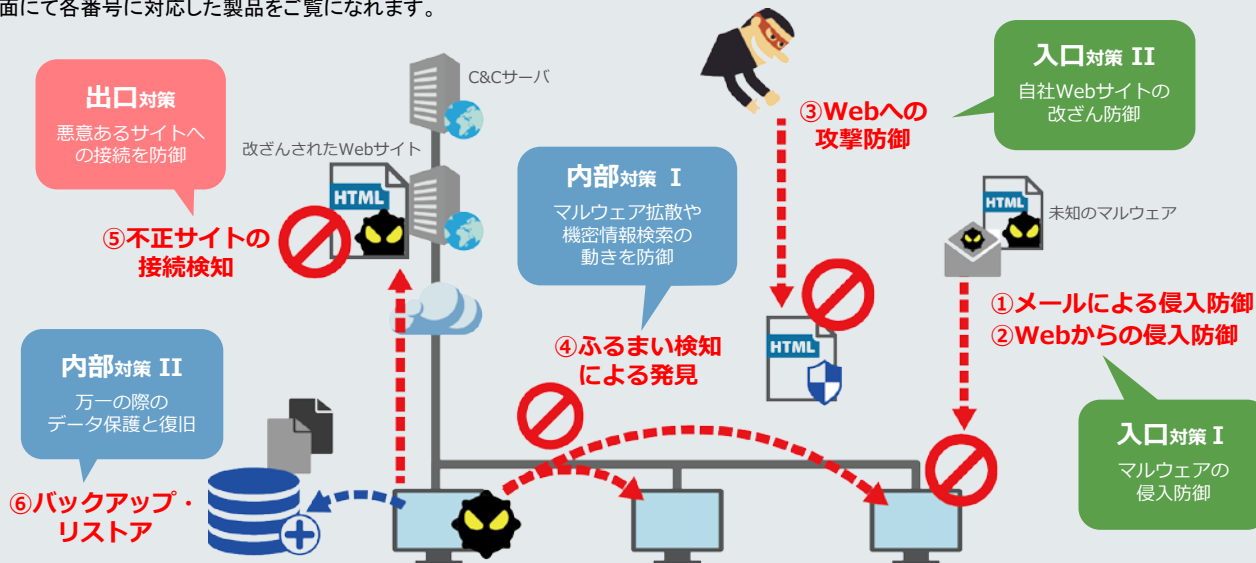 面にて各番号に対応した製品をご覧になれます。
C&Cサーバ
出口対策
悪意あるサイトへ
の接続を防御
改ざんされたWebサイト
HTML
⑤不正サイトの
接続検知
内部対策 I
マルウェア拡散や
機密情報検索の
動きを防御
④ふるまい検知
による発見
③Webへの
攻撃防御
入口対策 II
自社Webサイトの
改ざん防御
HTML
未知のマルウェア
HTML
①メールによる侵入防御
②Webからの侵入防御
入口対策 I
マルウェアの
侵入防御
内部対策 II
万一の際の
データ保護と復旧
⑥バックアップ・
リストア